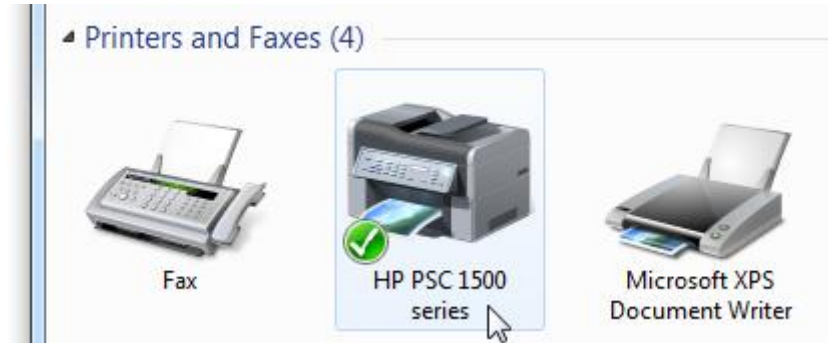 Printers and Faxes (4)
Fax
HP PSC 1500
series
Microsoft XPS
Document Writer